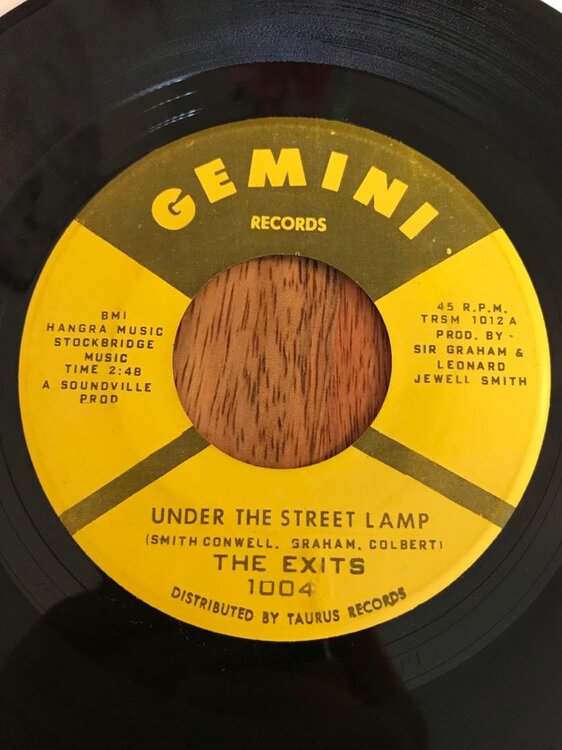 GEMINI
RECORDS
BMI
HANGRA MUSIC
STOCKBRIDGE
MUSIC
TIME 2:48
A SOUNDVILLE
PROD
45 R.P.M.
TRSM 1012 A
PROD. BY -
SIR GRAHAM &
LEONARD
JEWELL SMITH
UNDER THE STREET LAMP
(SMITH CONWELL, GRAHAM, COLBERT)
THE EXITS
1004
DISTRIBUTED BY TAURUS RECORDS